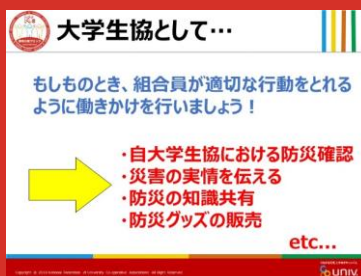 大学生協として…
もしものとき、組合員が適切な行動をとれる
ように働きかけを行いましょう！
・自大学生協における防災確認
・災害の実情を伝える
・防災の知識共有
・防災グッズの販売
etc…
univ